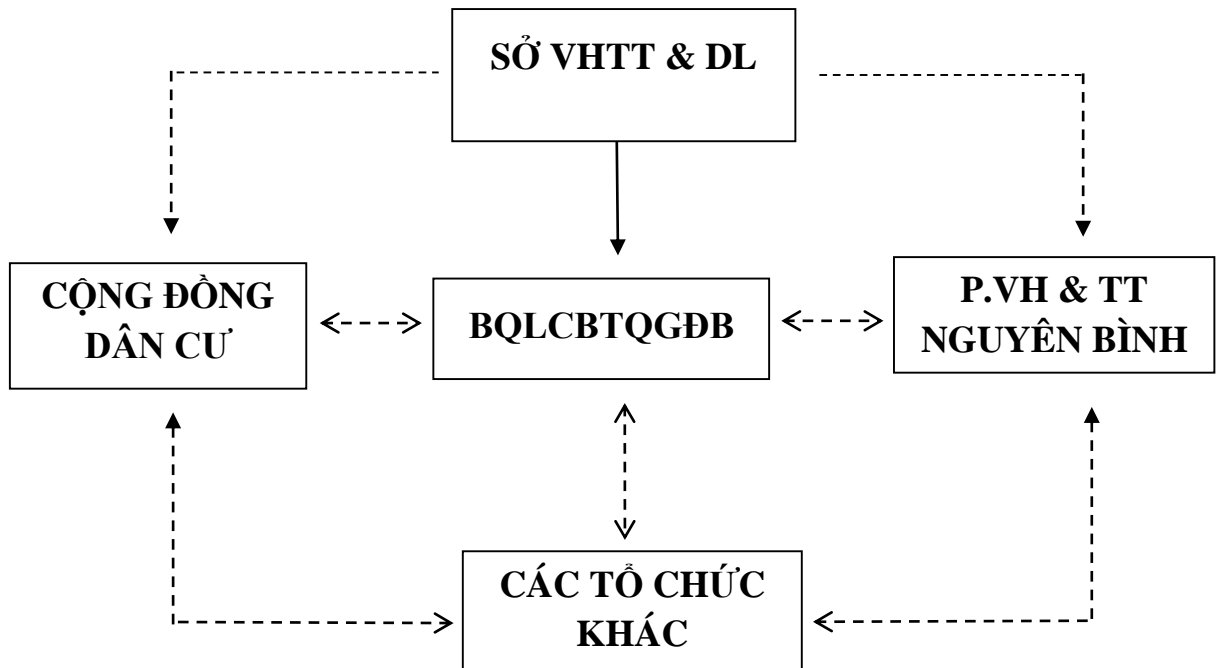 SỞ VHTT & DL
CỘNG ĐỒNG
DÂN CƯ
BQLCBTQGĐB
P.VH & TT
NGUYÊN BÌNH
CÁC TỔ CHỨC
KHÁC